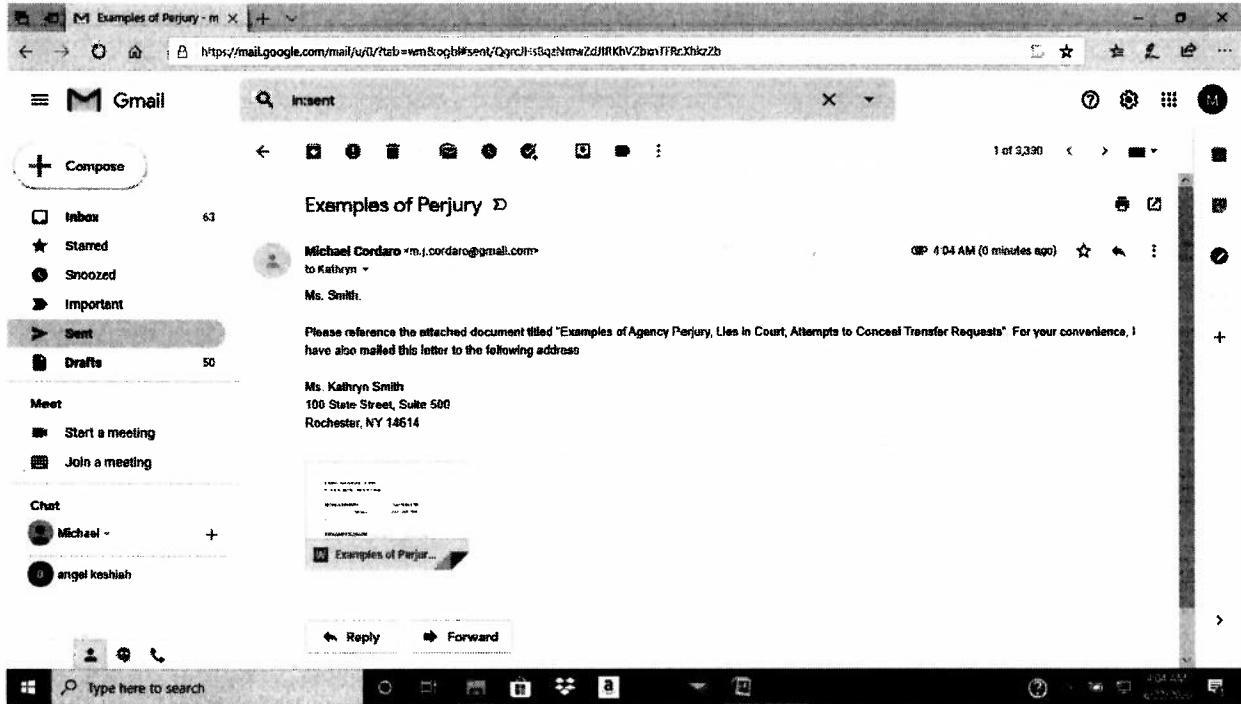 Examples of Perjury - m
https://mail.google.com/mail/u/0/?tab=wm&ogbl#sent/
Gmail
in:sent
M
Compose
1 of 3,330
Examples of Perjury
Inbox 63
Starred
Snoozed
Important
Sent
Drafts 50
Michael Cordaro <m.j.cordaro@gmail.com>
4:04 AM (0 minutes ago)
to Kathryn
Ms. Smith.
Please reference the attached document titled "Examples of Agency Perjury, Lies in Court, Attempts to Conceal Transfer Requests" For your convenience, I
have also mailed this letter to the following address
Ms. Kathryn Smith
100 State Street, Suite 500
Rochester, NY 14614
Meet
Start a meeting
Join a meeting
Chat
Michael
angel keshiah
W Examples of Perjur...
Reply
Forward
Type here to search
a
4:04 AM